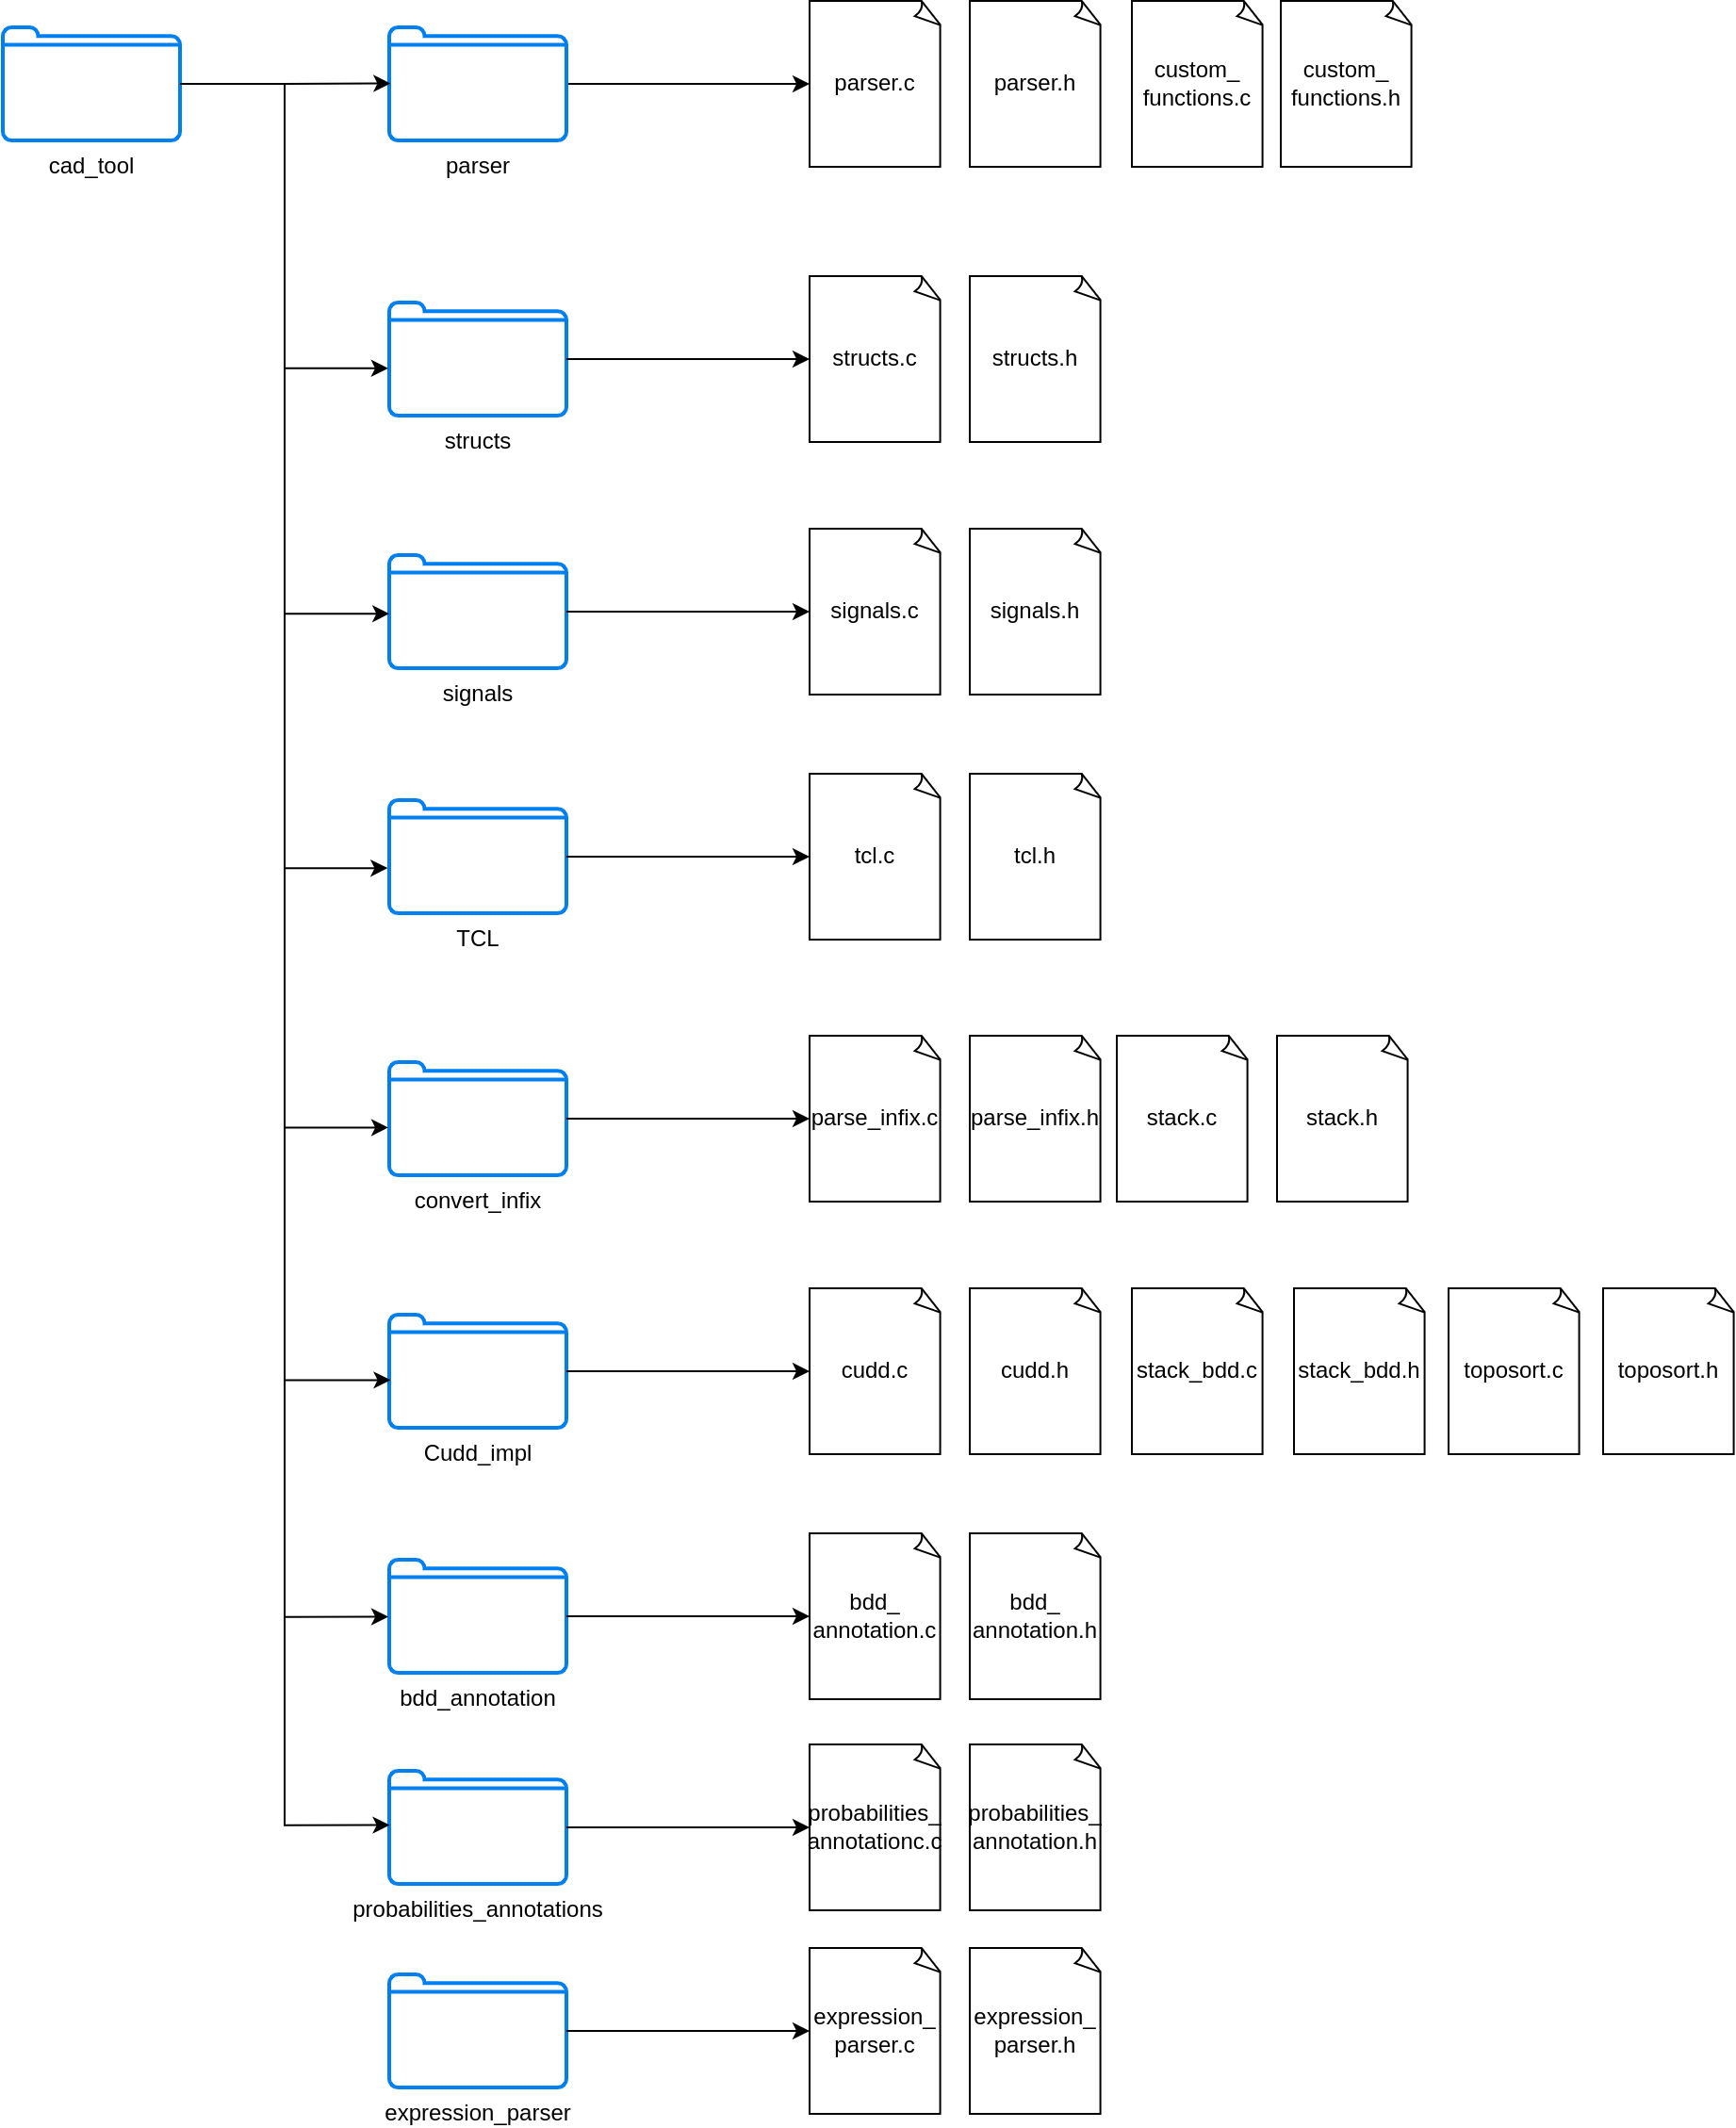 cad_tool
parser
parser.c
parser.h
custom_
functions.c
custom_
functions.h
structs
structs.c
structs.h
signals
signals.c
signals.h
TCL
tcl.c
tcl.h
convert_infix
parse_infix.c
parse_infix.h
stack.c
stack.h
Cudd_impl
cudd.c
cudd.h
stack_bdd.c
stack_bdd.h
toposort.c
toposort.h
bdd_annotation
bdd_
annotation.c
bdd_
annotation.h
probabilities_annotations
probabilities_
annotationc.c
probabilities_
annotation.h
expression_parser
expression_
parser.c
expression_
parser.h